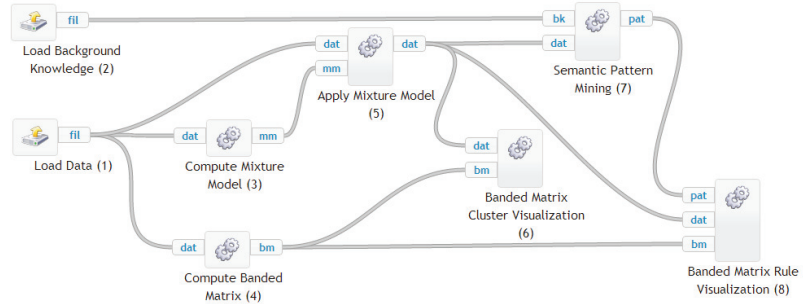 fil
Load Background
Knowledge (2)
dat
mm
dat
Apply Mixture Model
(5)
bk
dat
pat
Semantic Pattern
Mining (7)
fil
Load Data (1)
dat
mm
Compute Mixture
Model (3)
dat
bm
Banded Matrix
Cluster Visualization
(6)
dat
bm
Compute Banded
Matrix (4)
pat
dat
bm
Banded Matrix Rule
Visualization (8)